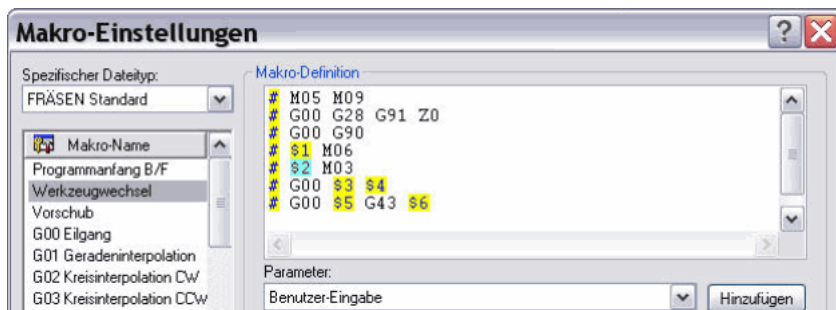 Makro-Einstellungen
Spezifischer Dateityp:
FRÄSEN Standard
Makro-Name
Programmanfang B/F
Werkzeugwechsel
Vorschub
G00 Eilgang
G01 Geradeninterpolation
G02 Kreisinterpolation CW
G03 Kreisinterpolation CCW
Makro-Definition
# M05 M09
# G00 G28 G91 Z0
# G00 G90
# $1 M06
# $2 M03
# G00 $3 $4
# G00 $5 G43 $6
Parameter:
Benutzer-Eingabe
Hinzufügen